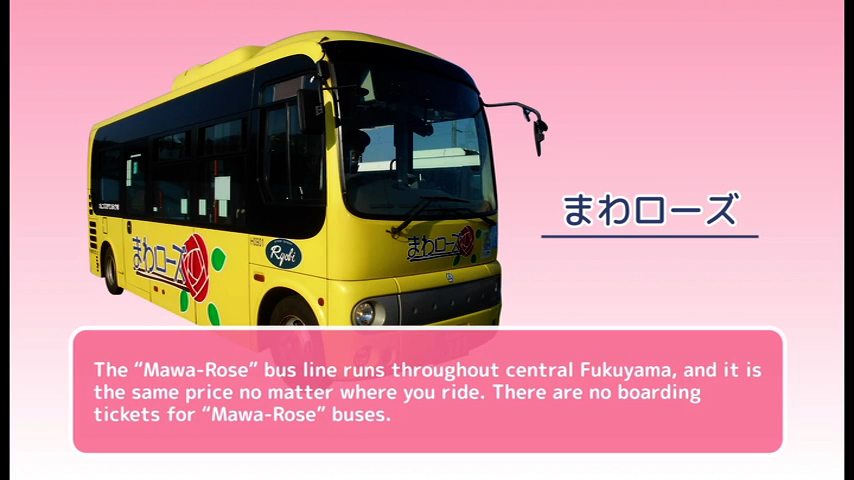 まわローズ
まわローズ
まわローズ
H0801
Ryobi
The “Mawa-Rose” bus line runs throughout central Fukuyama, and it is
the same price no matter where you ride. There are no boarding
tickets for “Mawa-Rose” buses.